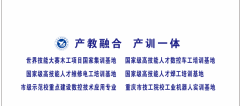 产教融合 产训一体
世界技能大赛木工项目国家集训基地 国家级高技能人才数控车工培训基地
国家级高技能人才维修电工培训基地 国家级高技能人才焊工培训基地
市级示范校重点建设数控技术应用专业 重庆市技工院校工业机器人实训基地